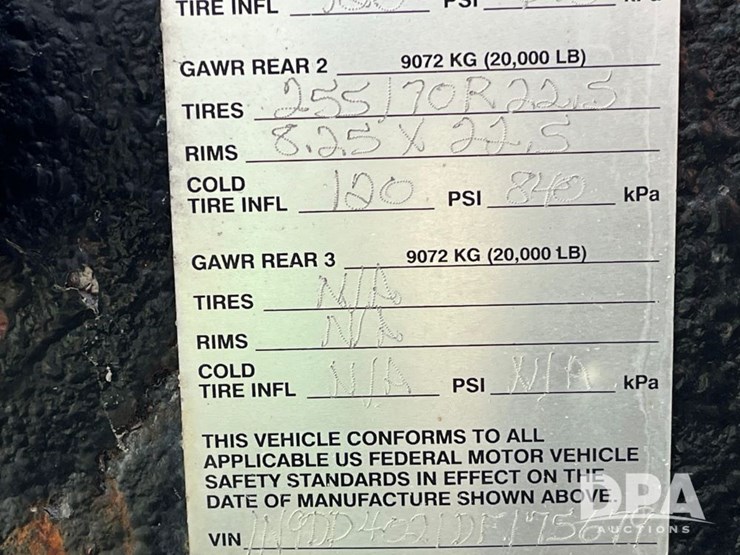 TIRE INFL PSI kPa
GAWR REAR 2 9072 KG (20,000 LB)
TIRES 255/70R22.5
RIMS 8.25 X 22.5
COLD
TIRE INFL 120 PSI 840 kPa
GAWR REAR 3 9072 KG (20,000 LB)
TIRES N/A
RIMS N/A
COLD
TIRE INFL N/A PSI N/A kPa
THIS VEHICLE CONFORMS TO ALL
APPLICABLE US FEDERAL MOTOR VEHICLE
SAFETY STANDARDS IN EFFECT ON THE
DATE OF MANUFACTURE SHOWN ABOVE.
VIN
DPA
AUCTIONS